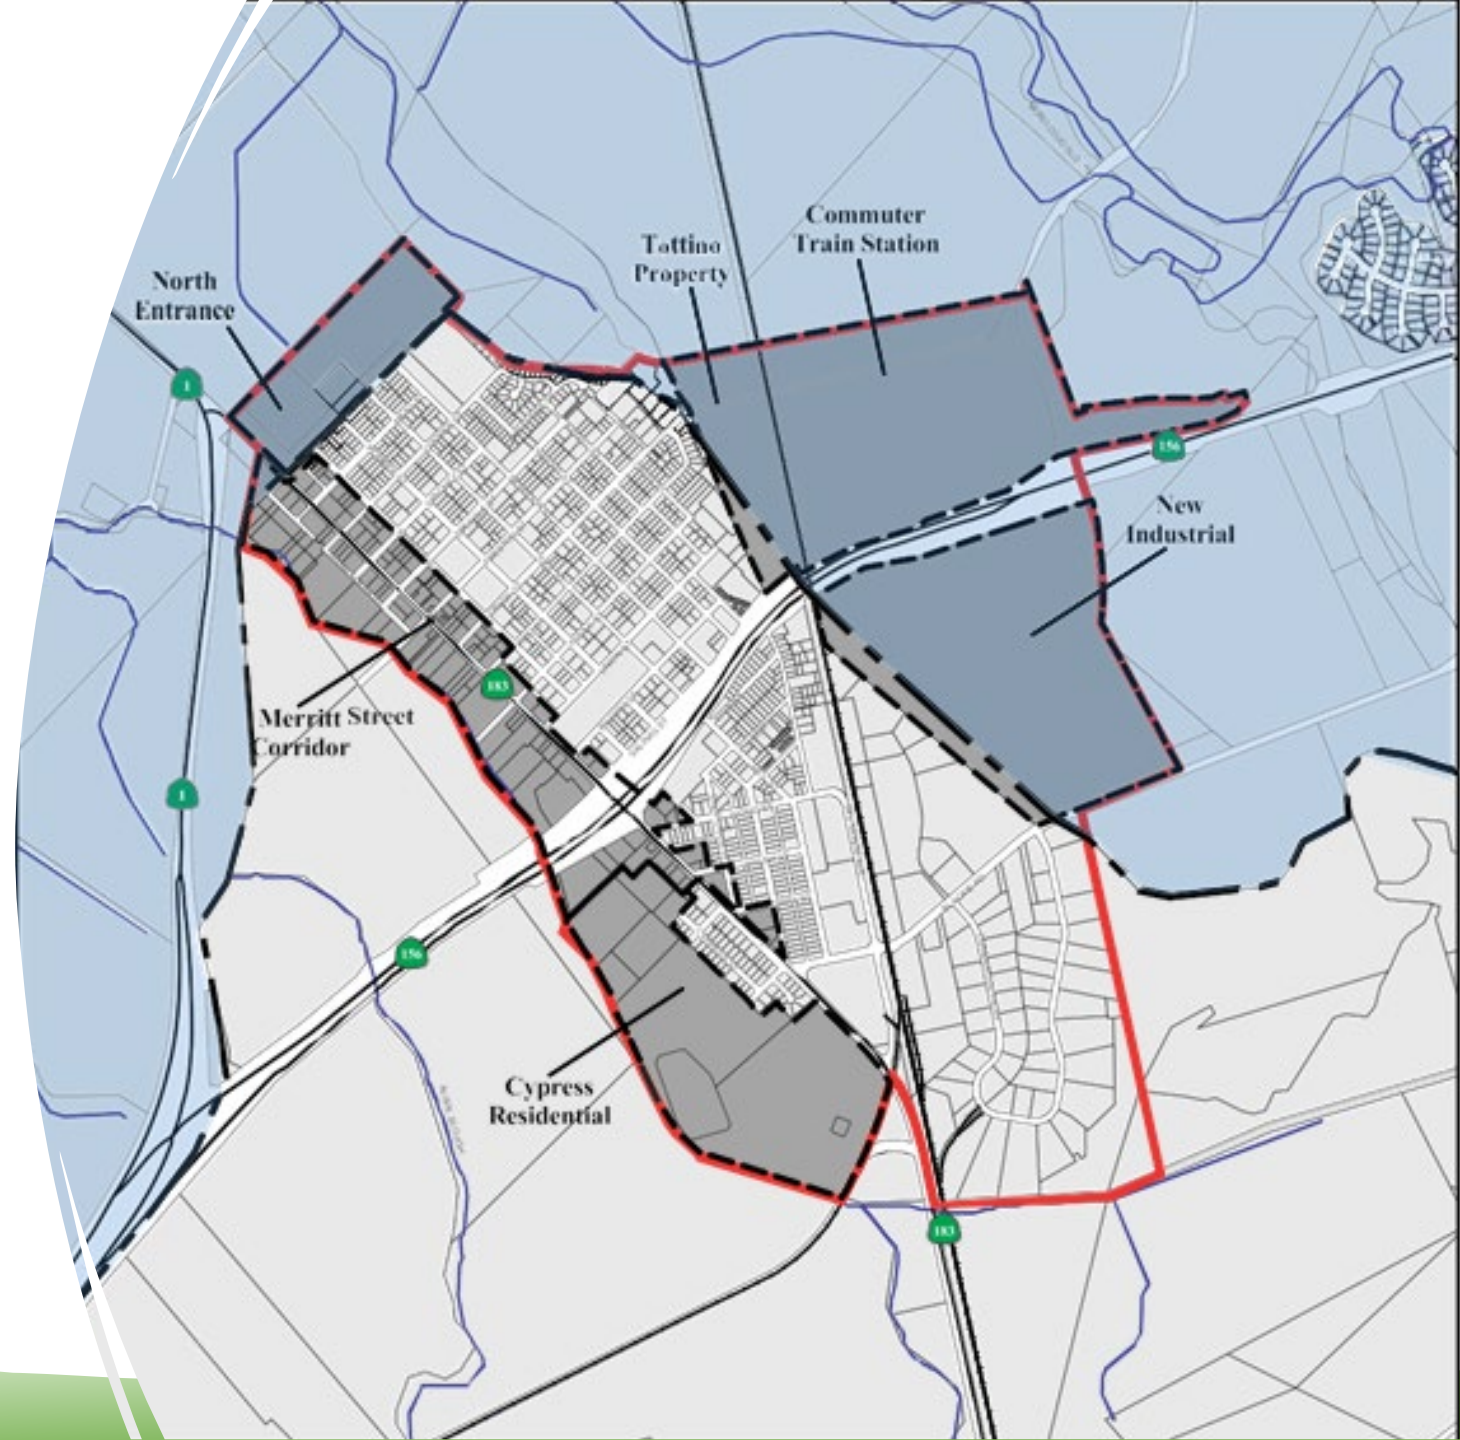 Commuter
Train Station
Tottino
Property
North
Entrance
1
156
New
Industrial
183
Merritt Street
Corridor
1
156
Cypress
Residential
183